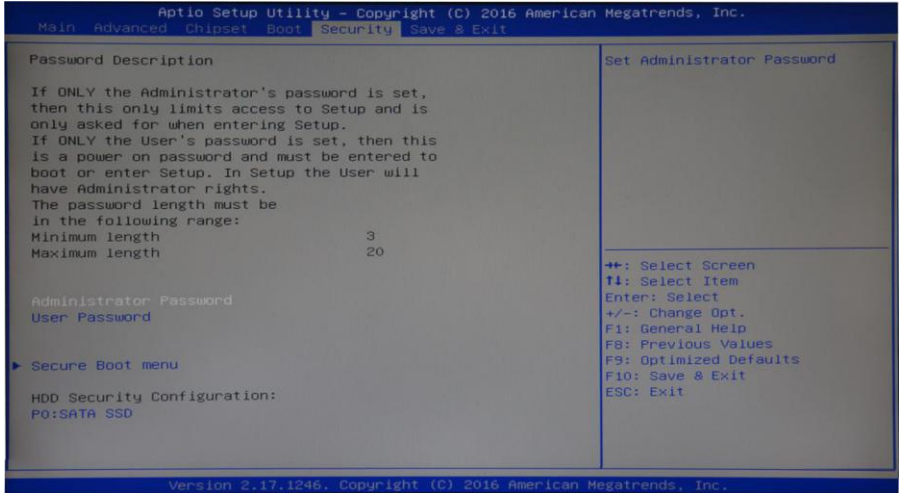 Aptio Setup Utility – Copyright (C) 2016 American Megatrends, Inc.
Main Advanced Chipset Boot Security Save & Exit
Password Description
If ONLY the Administrator's password is set,
then this only limits access to Setup and is
only asked for when entering Setup.
If ONLY the User's password is set, then this
is a power on password and must be entered to
boot or enter Setup. In Setup the User will
have Administrator rights.
The password length must be
in the following range:
Minimum length 3
Maximum length 20
Administrator Password
User Password
Secure Boot menu
HDD Security Configuration:
P0:SATA SSD
Set Administrator Password
→←: Select Screen
↑↓: Select Item
Enter: Select
+/-: Change Opt.
F1: General Help
F8: Previous Values
F9: Optimized Defaults
F10: Save & Exit
ESC: Exit
Version 2.17.1246. Copyright (C) 2016 American Megatrends, Inc.